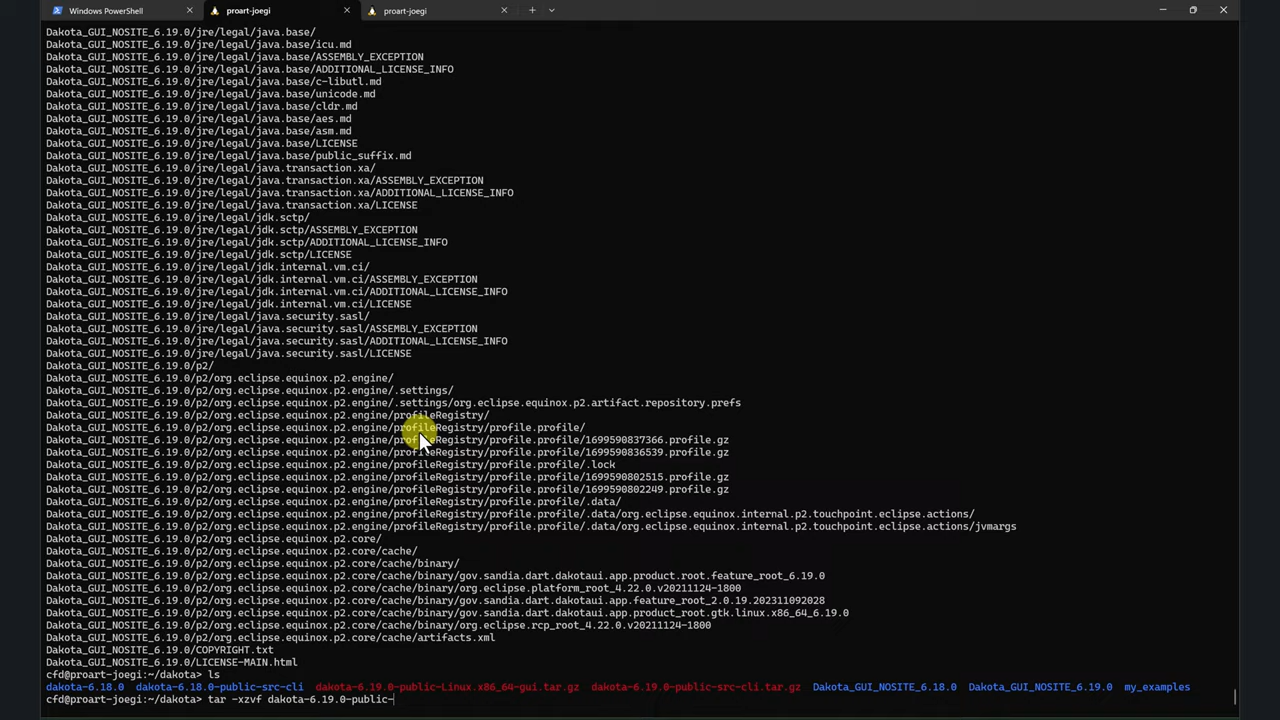 Windows PowerShell
proart-joegi
proart-joegi
Dakota_GUI_NOSITE_6.19.0/jre/legal/java.base/
Dakota_GUI_NOSITE_6.19.0/jre/legal/java.base/icu.md
Dakota_GUI_NOSITE_6.19.0/jre/legal/java.base/ASSEMBLY_EXCEPTION
Dakota_GUI_NOSITE_6.19.0/jre/legal/java.base/ADDITIONAL_LICENSE_INFO
Dakota_GUI_NOSITE_6.19.0/jre/legal/java.base/c-libutl.md
Dakota_GUI_NOSITE_6.19.0/jre/legal/java.base/unicode.md
Dakota_GUI_NOSITE_6.19.0/jre/legal/java.base/cldr.md
Dakota_GUI_NOSITE_6.19.0/jre/legal/java.base/aes.md
Dakota_GUI_NOSITE_6.19.0/jre/legal/java.base/asm.md
Dakota_GUI_NOSITE_6.19.0/jre/legal/java.base/LICENSE
Dakota_GUI_NOSITE_6.19.0/jre/legal/java.base/public_suffix.md
Dakota_GUI_NOSITE_6.19.0/jre/legal/java.transaction.xa/
Dakota_GUI_NOSITE_6.19.0/jre/legal/java.transaction.xa/ASSEMBLY_EXCEPTION
Dakota_GUI_NOSITE_6.19.0/jre/legal/java.transaction.xa/ADDITIONAL_LICENSE_INFO
Dakota_GUI_NOSITE_6.19.0/jre/legal/java.transaction.xa/LICENSE
Dakota_GUI_NOSITE_6.19.0/jre/legal/jdk.sctp/
Dakota_GUI_NOSITE_6.19.0/jre/legal/jdk.sctp/ASSEMBLY_EXCEPTION
Dakota_GUI_NOSITE_6.19.0/jre/legal/jdk.sctp/ADDITIONAL_LICENSE_INFO
Dakota_GUI_NOSITE_6.19.0/jre/legal/jdk.sctp/LICENSE
Dakota_GUI_NOSITE_6.19.0/jre/legal/jdk.internal.vm.ci/
Dakota_GUI_NOSITE_6.19.0/jre/legal/jdk.internal.vm.ci/ASSEMBLY_EXCEPTION
Dakota_GUI_NOSITE_6.19.0/jre/legal/jdk.internal.vm.ci/ADDITIONAL_LICENSE_INFO
Dakota_GUI_NOSITE_6.19.0/jre/legal/jdk.internal.vm.ci/LICENSE
Dakota_GUI_NOSITE_6.19.0/jre/legal/java.security.sasl/
Dakota_GUI_NOSITE_6.19.0/jre/legal/java.security.sasl/ASSEMBLY_EXCEPTION
Dakota_GUI_NOSITE_6.19.0/jre/legal/java.security.sasl/ADDITIONAL_LICENSE_INFO
Dakota_GUI_NOSITE_6.19.0/jre/legal/java.security.sasl/LICENSE
Dakota_GUI_NOSITE_6.19.0/p2/
Dakota_GUI_NOSITE_6.19.0/p2/org.eclipse.equinox.p2.engine/
Dakota_GUI_NOSITE_6.19.0/p2/org.eclipse.equinox.p2.engine/.settings/
Dakota_GUI_NOSITE_6.19.0/p2/org.eclipse.equinox.p2.engine/.settings/org.eclipse.equinox.p2.artifact.repository.prefs
Dakota_GUI_NOSITE_6.19.0/p2/org.eclipse.equinox.p2.engine/profileRegistry/
Dakota_GUI_NOSITE_6.19.0/p2/org.eclipse.equinox.p2.engine/profileRegistry/profile.profile/
Dakota_GUI_NOSITE_6.19.0/p2/org.eclipse.equinox.p2.engine/profileRegistry/profile.profile/1699590837366.profile.gz
Dakota_GUI_NOSITE_6.19.0/p2/org.eclipse.equinox.p2.engine/profileRegistry/profile.profile/1699590836539.profile.gz
Dakota_GUI_NOSITE_6.19.0/p2/org.eclipse.equinox.p2.engine/profileRegistry/profile.profile/.lock
Dakota_GUI_NOSITE_6.19.0/p2/org.eclipse.equinox.p2.engine/profileRegistry/profile.profile/1699590802515.profile.gz
Dakota_GUI_NOSITE_6.19.0/p2/org.eclipse.equinox.p2.engine/profileRegistry/profile.profile/1699590802249.profile.gz
Dakota_GUI_NOSITE_6.19.0/p2/org.eclipse.equinox.p2.engine/profileRegistry/profile.profile/.data/
Dakota_GUI_NOSITE_6.19.0/p2/org.eclipse.equinox.p2.engine/profileRegistry/profile.profile/.data/org.eclipse.equinox.internal.p2.touchpoint.eclipse.actions/
Dakota_GUI_NOSITE_6.19.0/p2/org.eclipse.equinox.p2.engine/profileRegistry/profile.profile/.data/org.eclipse.equinox.internal.p2.touchpoint.eclipse.actions/jvmargs
Dakota_GUI_NOSITE_6.19.0/p2/org.eclipse.equinox.p2.core/
Dakota_GUI_NOSITE_6.19.0/p2/org.eclipse.equinox.p2.core/cache/
Dakota_GUI_NOSITE_6.19.0/p2/org.eclipse.equinox.p2.core/cache/binary/
Dakota_GUI_NOSITE_6.19.0/p2/org.eclipse.equinox.p2.core/cache/binary/gov.sandia.dart.dakotaui.app.product.root.feature_root_6.19.0
Dakota_GUI_NOSITE_6.19.0/p2/org.eclipse.equinox.p2.core/cache/binary/org.eclipse.platform_root_4.22.0.v20211124-1800
Dakota_GUI_NOSITE_6.19.0/p2/org.eclipse.equinox.p2.core/cache/binary/gov.sandia.dart.dakotaui.app.feature_root_2.0.19.202311092028
Dakota_GUI_NOSITE_6.19.0/p2/org.eclipse.equinox.p2.core/cache/binary/gov.sandia.dart.dakotaui.app.product_root.gtk.linux.x86_64_6.19.0
Dakota_GUI_NOSITE_6.19.0/p2/org.eclipse.equinox.p2.core/cache/binary/org.eclipse.rcp_root_4.22.0.v20211124-1800
Dakota_GUI_NOSITE_6.19.0/p2/org.eclipse.equinox.p2.core/cache/artifacts.xml
Dakota_GUI_NOSITE_6.19.0/COPYRIGHT.txt
Dakota_GUI_NOSITE_6.19.0/LICENSE-MAIN.html
cfd@proart-joegi:~/dakota> ls
dakota-6.18.0 dakota-6.18.0-public-src-cli dakota-6.19.0-public-Linux.x86_64-gui.tar.gz dakota-6.19.0-public-src-cli.tar.gz Dakota_GUI_NOSITE_6.18.0 Dakota_GUI_NOSITE_6.19.0 my_examples
cfd@proart-joegi:~/dakota> tar -xzvf dakota-6.19.0-public-